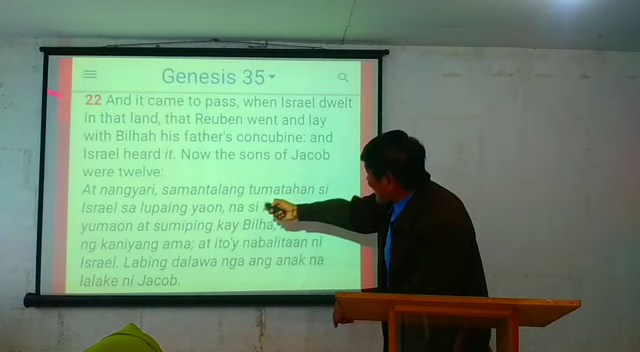 Genesis 35
22 And it came to pass, when Israel dwelt
in that land, that Reuben went and lay
with Bilhah his father's concubine: and
Israel heard it. Now the sons of Jacob
were twelve:
At nangyari, samantalang tumatahan si
Israel sa lupaing yaon, na si
yumaon at sumiping kay Bilha,
ng kaniyang ama; at ito'y nabalitaan ni
Israel. Labing dalawa nga ang anak na
lalake ni Jacob.